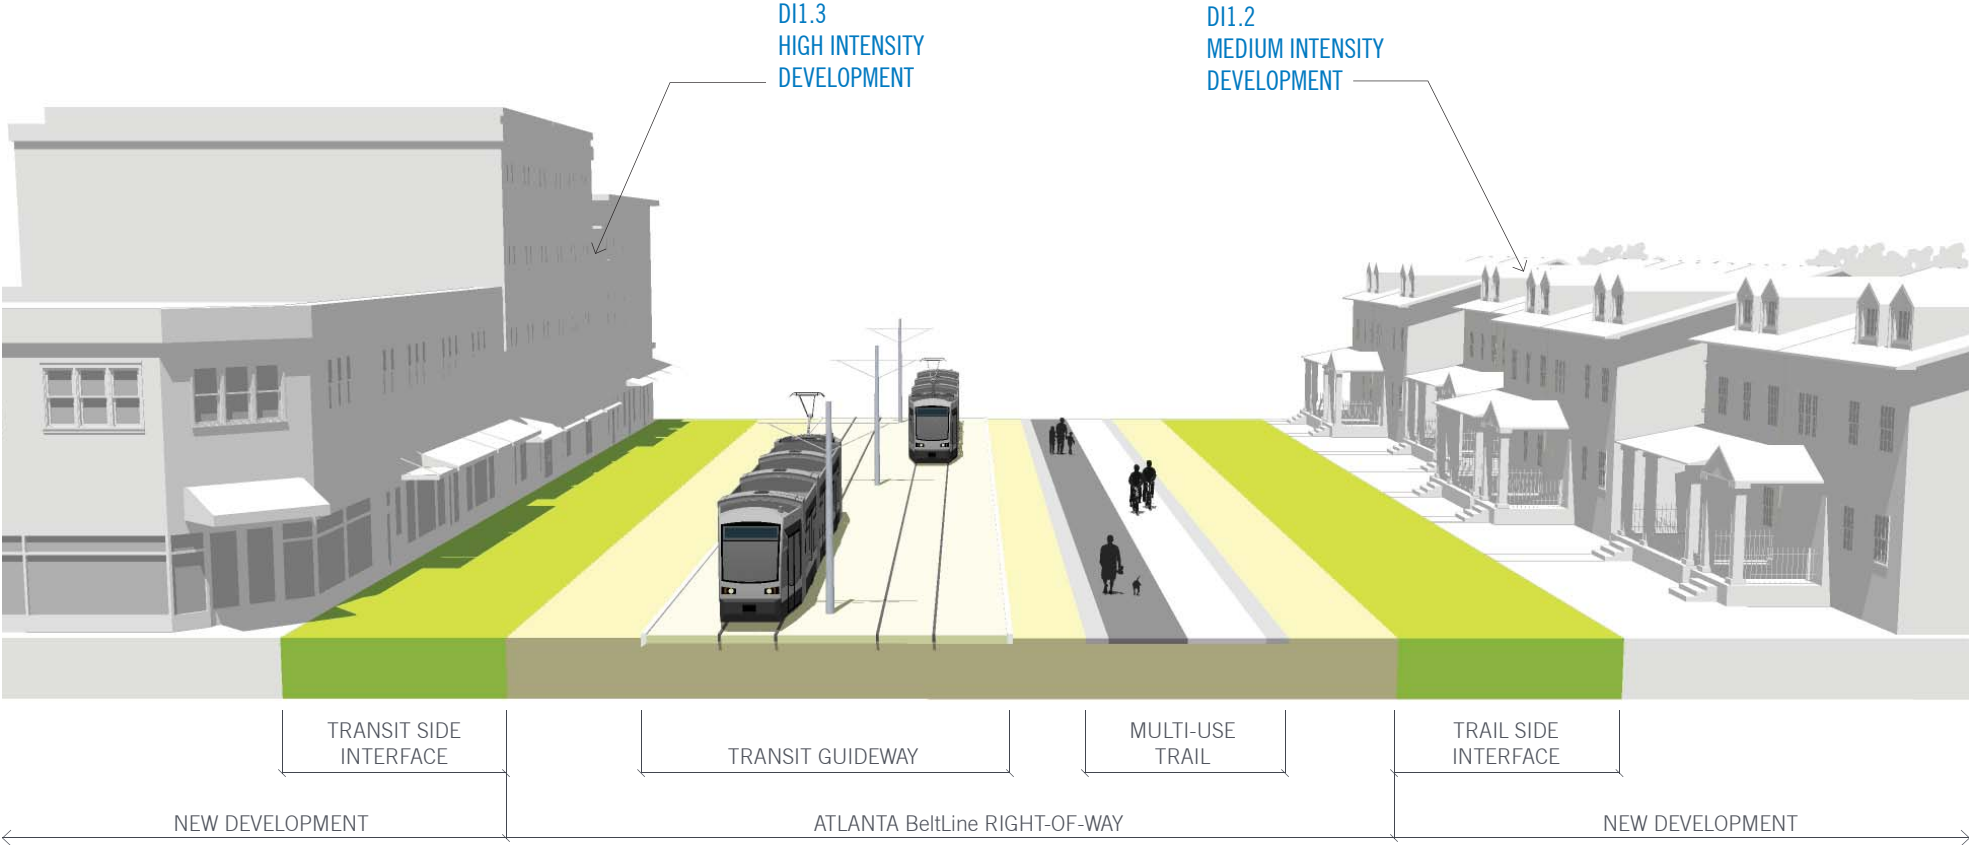 DI1.3
HIGH INTENSITY
DEVELOPMENT
DI1.2
MEDIUM INTENSITY
DEVELOPMENT
TRANSIT SIDE
INTERFACE
TRANSIT GUIDEWAY
MULTI-USE
TRAIL
TRAIL SIDE
INTERFACE
NEW DEVELOPMENT
ATLANTA BeltLine RIGHT-OF-WAY
NEW DEVELOPMENT